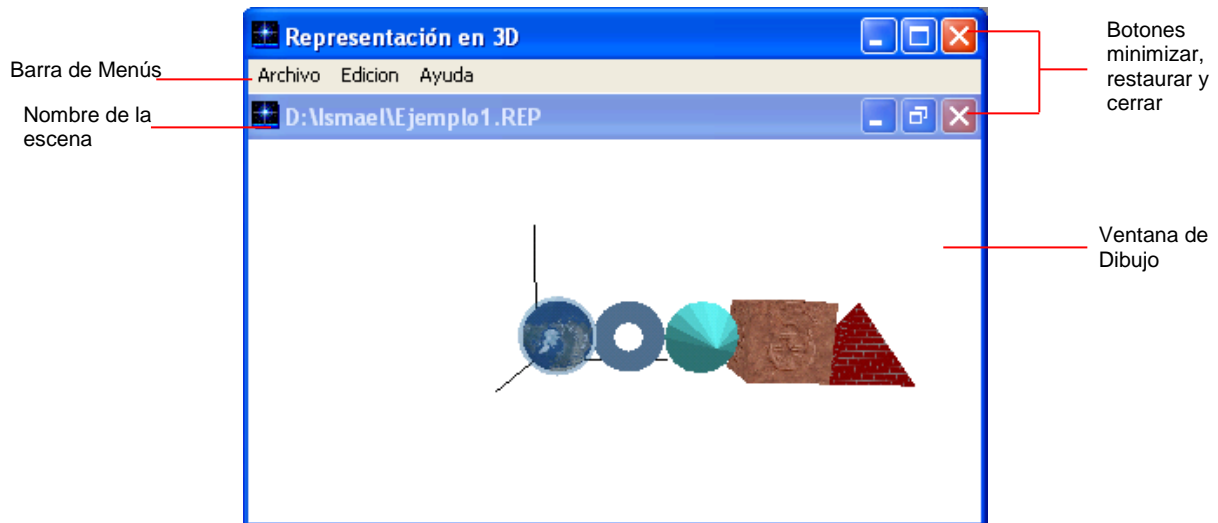 Representación en 3D
Archivo Edicion Ayuda
D:\Ismael\Ejemplo1.REP
Barra de Menús
Nombre de la
escena
Botones
minimizar,
restaurar y
cerrar
Ventana de
Dibujo